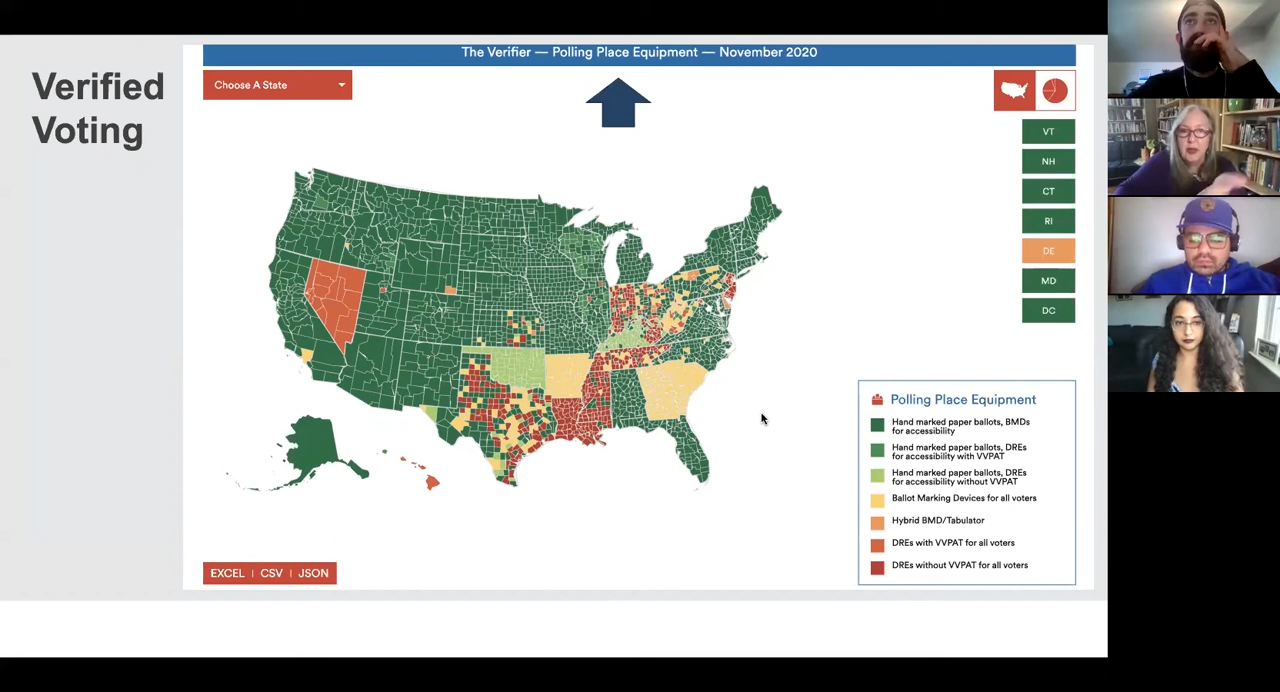 Verified
Voting
The Verifier — Polling Place Equipment — November 2020
Choose A State
VT
NH
CT
RI
DE
MD
DC
Polling Place Equipment
Hand marked paper ballots, BMDs
for accessibility
Hand marked paper ballots, DREs
for accessibility with VVPAT
Hand marked paper ballots, DREs
for accessibility without VVPAT
Ballot Marking Devices for all voters
Hybrid BMD/Tabulator
DREs with VVPAT for all voters
DREs without VVPAT for all voters
EXCEL | CSV | JSON